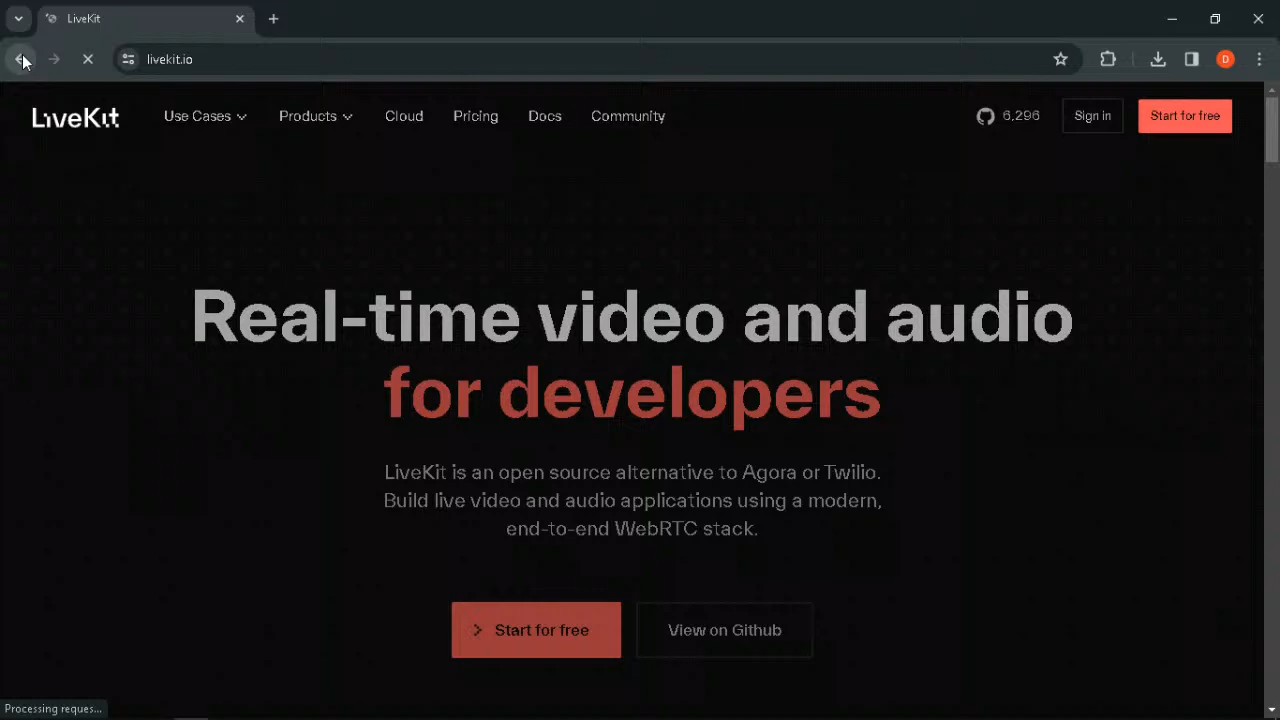 LiveKit
livekit.io
D
LiveKit
Use Cases
Products
Cloud
Pricing
Docs
Community
6,296
Sign in
Start for free
Real-time video and audio
for developers
LiveKit is an open source alternative to Agora or Twilio.
Build live video and audio applications using a modern,
end-to-end WebRTC stack.
Start for free
View on Github
Processing reques...